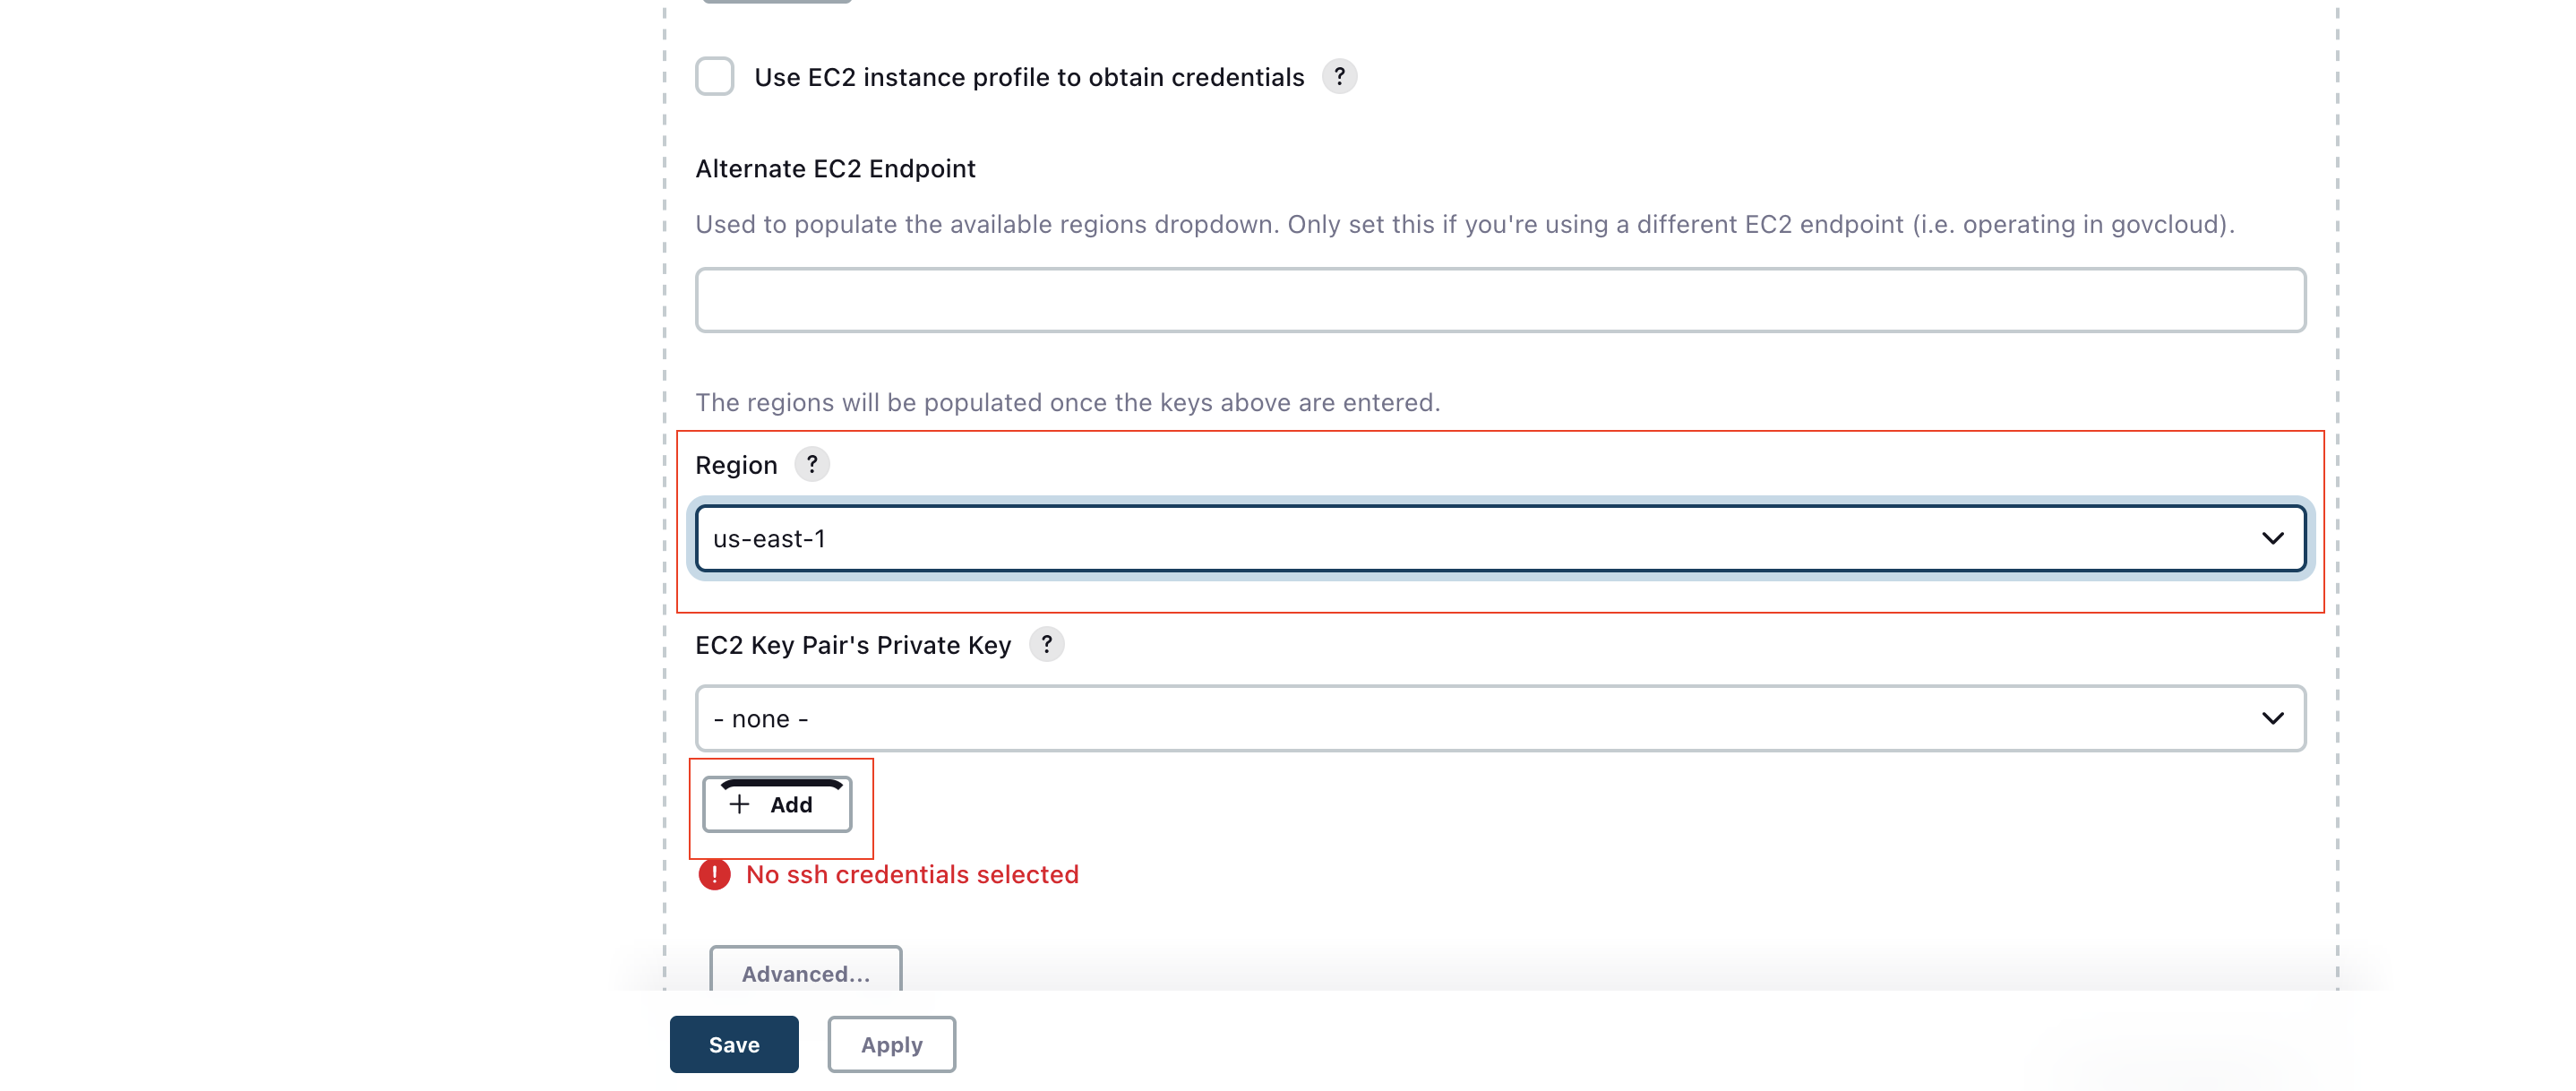 Use EC2 instance profile to obtain credentials ?
Alternate EC2 Endpoint
Used to populate the available regions dropdown. Only set this if you're using a different EC2 endpoint (i.e. operating in govcloud).
The regions will be populated once the keys above are entered.
Region ?
us-east-1
EC2 Key Pair's Private Key ?
- none -
+ Add
! No ssh credentials selected
Advanced...
Save Apply